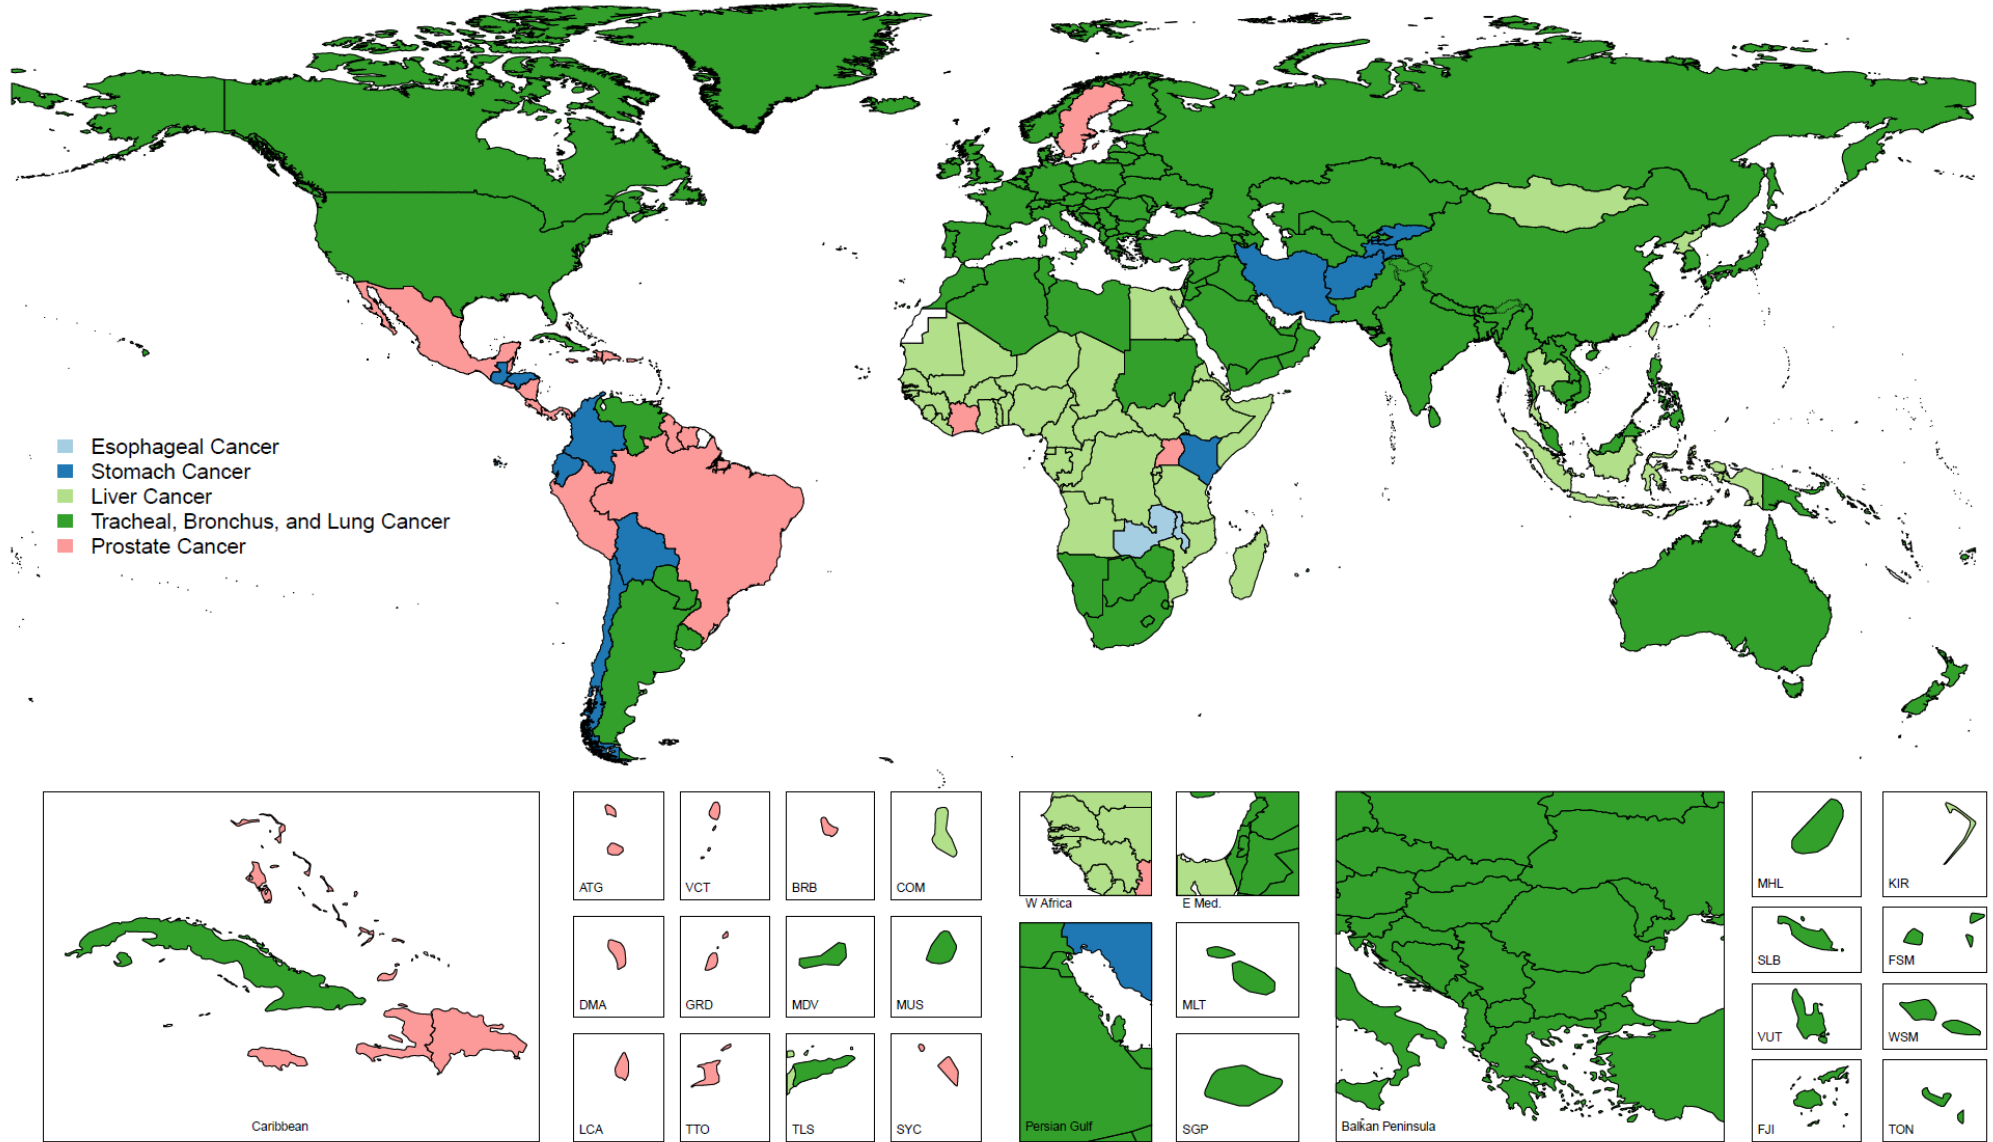 Esophageal Cancer
Stomach Cancer
Liver Cancer
Tracheal, Bronchus, and Lung Cancer
Prostate Cancer
Caribbean
ATG
VCT
BRB
COM
DMA
GRD
MDV
MUS
LCA
TTO
TLS
SYC
W Africa
E Med.
Persian Gulf
MLT
SGP
Balkan Peninsula
MHL
KIR
SLB
FSM
VUT
WSM
FJI
TON